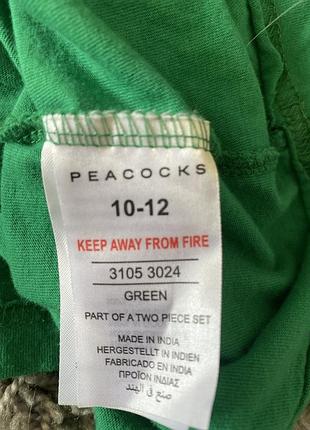 PEACOCKS
10-12
KEEP AWAY FROM FIRE
3105 3024
GREEN
PART OF A TWO PIECE SET
MADE IN INDIA
HERGESTELLT IN INDIEN
FABRICADO EN INDIA
ΠΡΟΪΟΝ ΙΝΔΙΑΣ
صنع في الهند